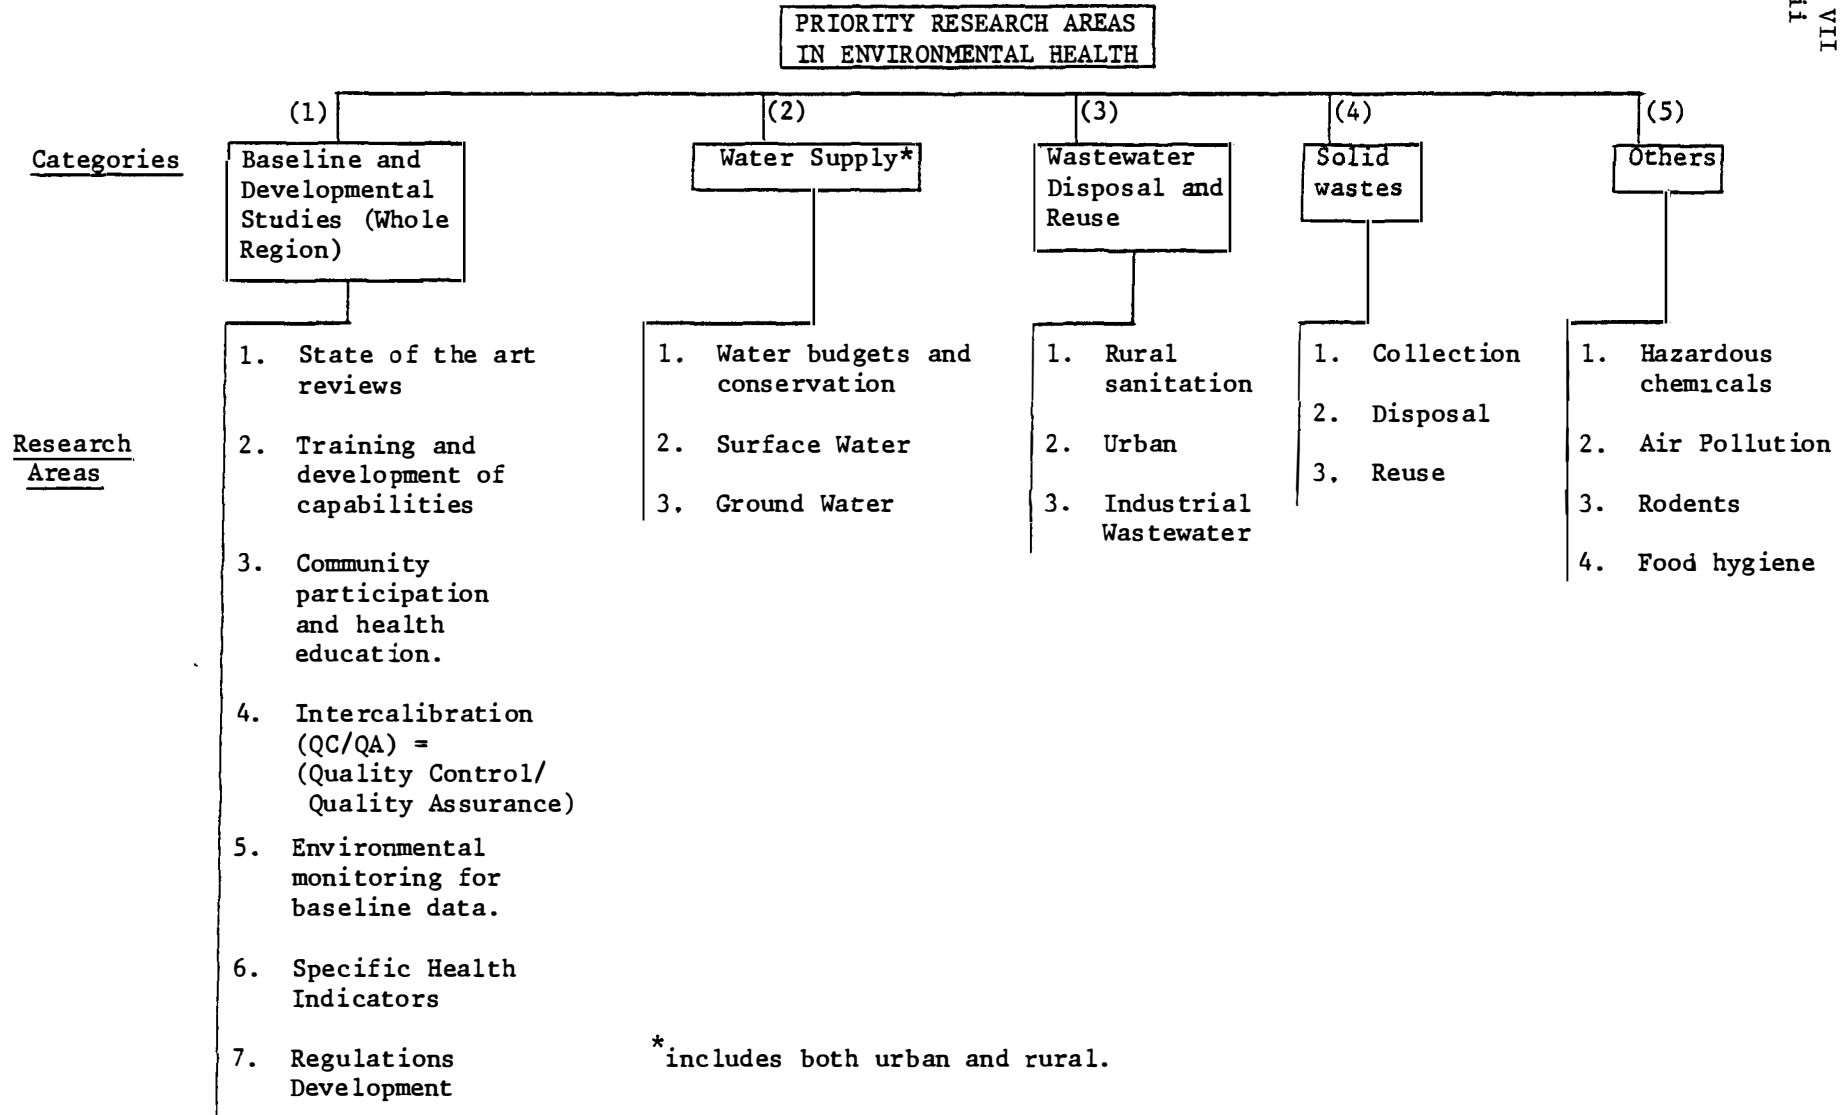 VII
ii
PRIORITY RESEARCH AREAS
IN ENVIRONMENTAL HEALTH
(1)
(2)
(3)
(4)
(5)
Categories
Baseline and
Developmental
Studies (Whole
Region)
Water Supply*
Wastewater
Disposal and
Reuse
Solid
wastes
Others
Research
Areas
1. State of the art
reviews
2. Training and
development of
capabilities
3. Community
participation
and health
education.
4. Intercalibration
(QC/QA) =
(Quality Control/
Quality Assurance)
5. Environmental
monitoring for
baseline data.
6. Specific Health
Indicators
7. Regulations
Development
1. Water budgets and
conservation
2. Surface Water
3. Ground Water
1. Rural
sanitation
2. Urban
3. Industrial
Wastewater
1. Collection
2. Disposal
3. Reuse
1. Hazardous
chemicals
2. Air Pollution
3. Rodents
4. Food hygiene
*includes both urban and rural.